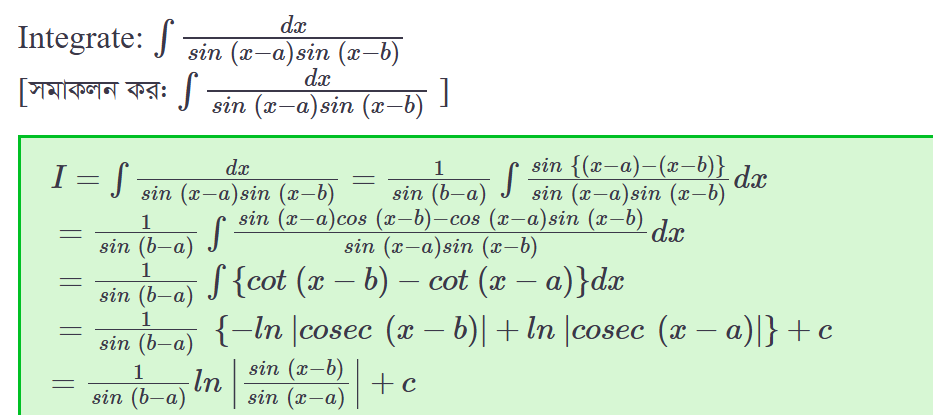 Integrate: ∫ dx / sin (x−a)sin (x−b)
[সমাকলন কর: ∫ dx / sin (x−a)sin (x−b) ]
I = ∫ dx / sin (x−a)sin (x−b) = 1 / sin (b−a) ∫ sin {(x−a)−(x−b)} / sin (x−a)sin (x−b) dx
= 1 / sin (b−a) ∫ sin (x−a)cos (x−b)−cos (x−a)sin (x−b) / sin (x−a)sin (x−b) dx
= 1 / sin (b−a) ∫ {cot (x − b) − cot (x − a)}dx
= 1 / sin (b−a) {−ln |cosec (x − b)| + ln |cosec (x − a)|} + c
= 1 / sin (b−a) ln | sin (x−b) / sin (x−a) | + c